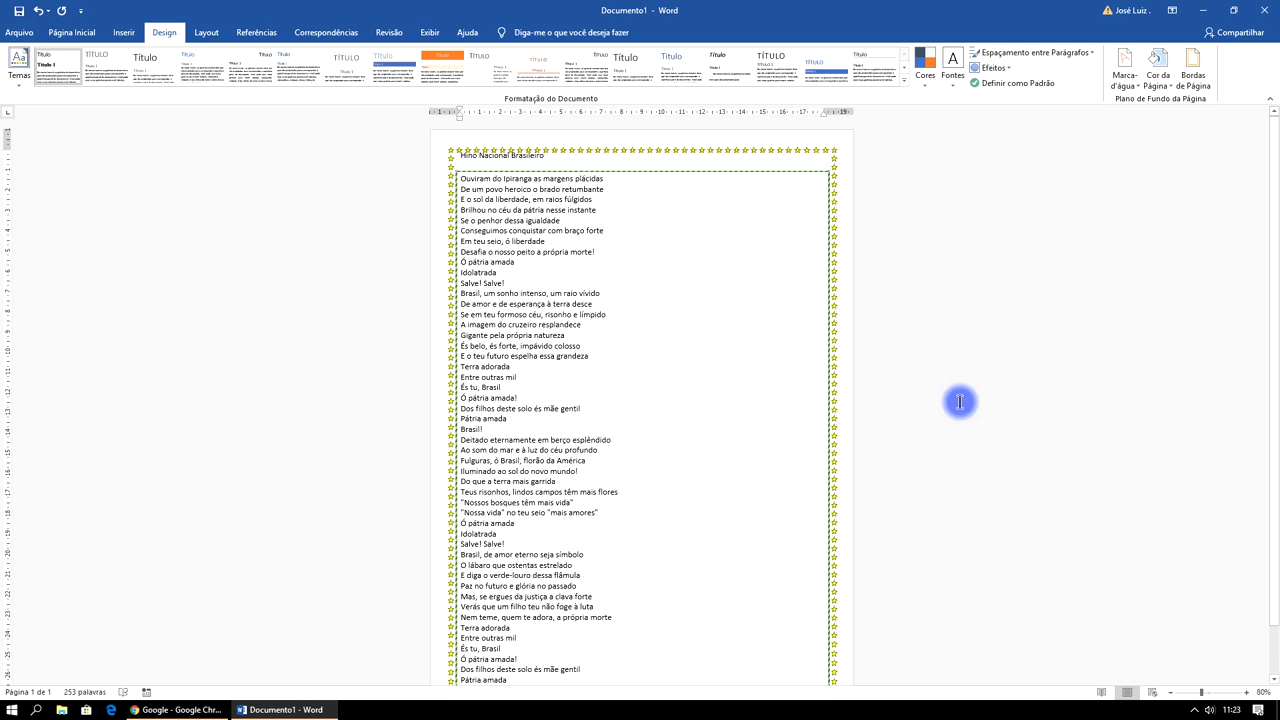 Documento1 - Word
José Luiz .
Arquivo Página Inicial Inserir Design Layout Referências Correspondências Revisão Exibir Ajuda Diga-me o que você deseja fazer Compartilhar
Espaçamento entre Parágrafos
Efeitos
Definir como Padrão
Cores Fontes
Marca-d'água Cor da Página Bordas de Página
Formatação do Documento
Plano de Fundo da Página
Hino Nacional Brasileiro
Ouviram do Ipiranga as margens plácidas
De um povo heroico o brado retumbante
E o sol da liberdade, em raios fúlgidos
Brilhou no céu da pátria nesse instante
Se o penhor dessa igualdade
Conseguimos conquistar com braço forte
Em teu seio, ó liberdade
Desafia o nosso peito a própria morte!
Ó pátria amada
Idolatrada
Salve! Salve!
Brasil, um sonho intenso, um raio vívido
De amor e de esperança à terra desce
Se em teu formoso céu, risonho e límpido
A imagem do cruzeiro resplandece
Gigante pela própria natureza
És belo, és forte, impávido colosso
E o teu futuro espelha essa grandeza
Terra adorada
Entre outras mil
És tu, Brasil
Ó pátria amada!
Dos filhos deste solo és mãe gentil
Pátria amada
Brasil!
Deitado eternamente em berço esplêndido
Ao som do mar e à luz do céu profundo
Fulguras, ó Brasil, florão da América
Iluminado ao sol do novo mundo!
Do que a terra mais garrida
Teus risonhos, lindos campos têm mais flores
"Nossos bosques têm mais vida"
"Nossa vida" no teu seio "mais amores"
Ó pátria amada
Idolatrada
Salve! Salve!
Brasil, de amor eterno seja símbolo
O lábaro que ostentas estrelado
E diga o verde-louro dessa flâmula
Paz no futuro e glória no passado
Mas, se ergues da justiça a clava forte
Verás que um filho teu não foge à luta
Nem teme, quem te adora, a própria morte
Terra adorada
Entre outras mil
És tu, Brasil
Ó pátria amada!
Dos filhos deste solo és mãe gentil
Pátria amada
Página 1 de 1 253 palavras 80%
Google - Google Chr... Documento1 - Word 11:23